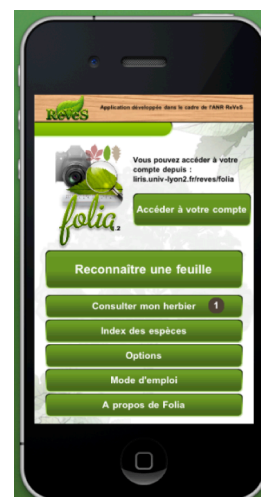 ReVeS
Application développée dans le cadre de l'ANR ReVeS
Vous pouvez accéder à votre
compte depuis :
liris.univ-lyon2.fr/reves/folia
Accéder à votre compte
folia
Reconnaître une feuille
Consulter mon herbier 1
Index des espèces
Options
Mode d'emploi
A propos de Folia